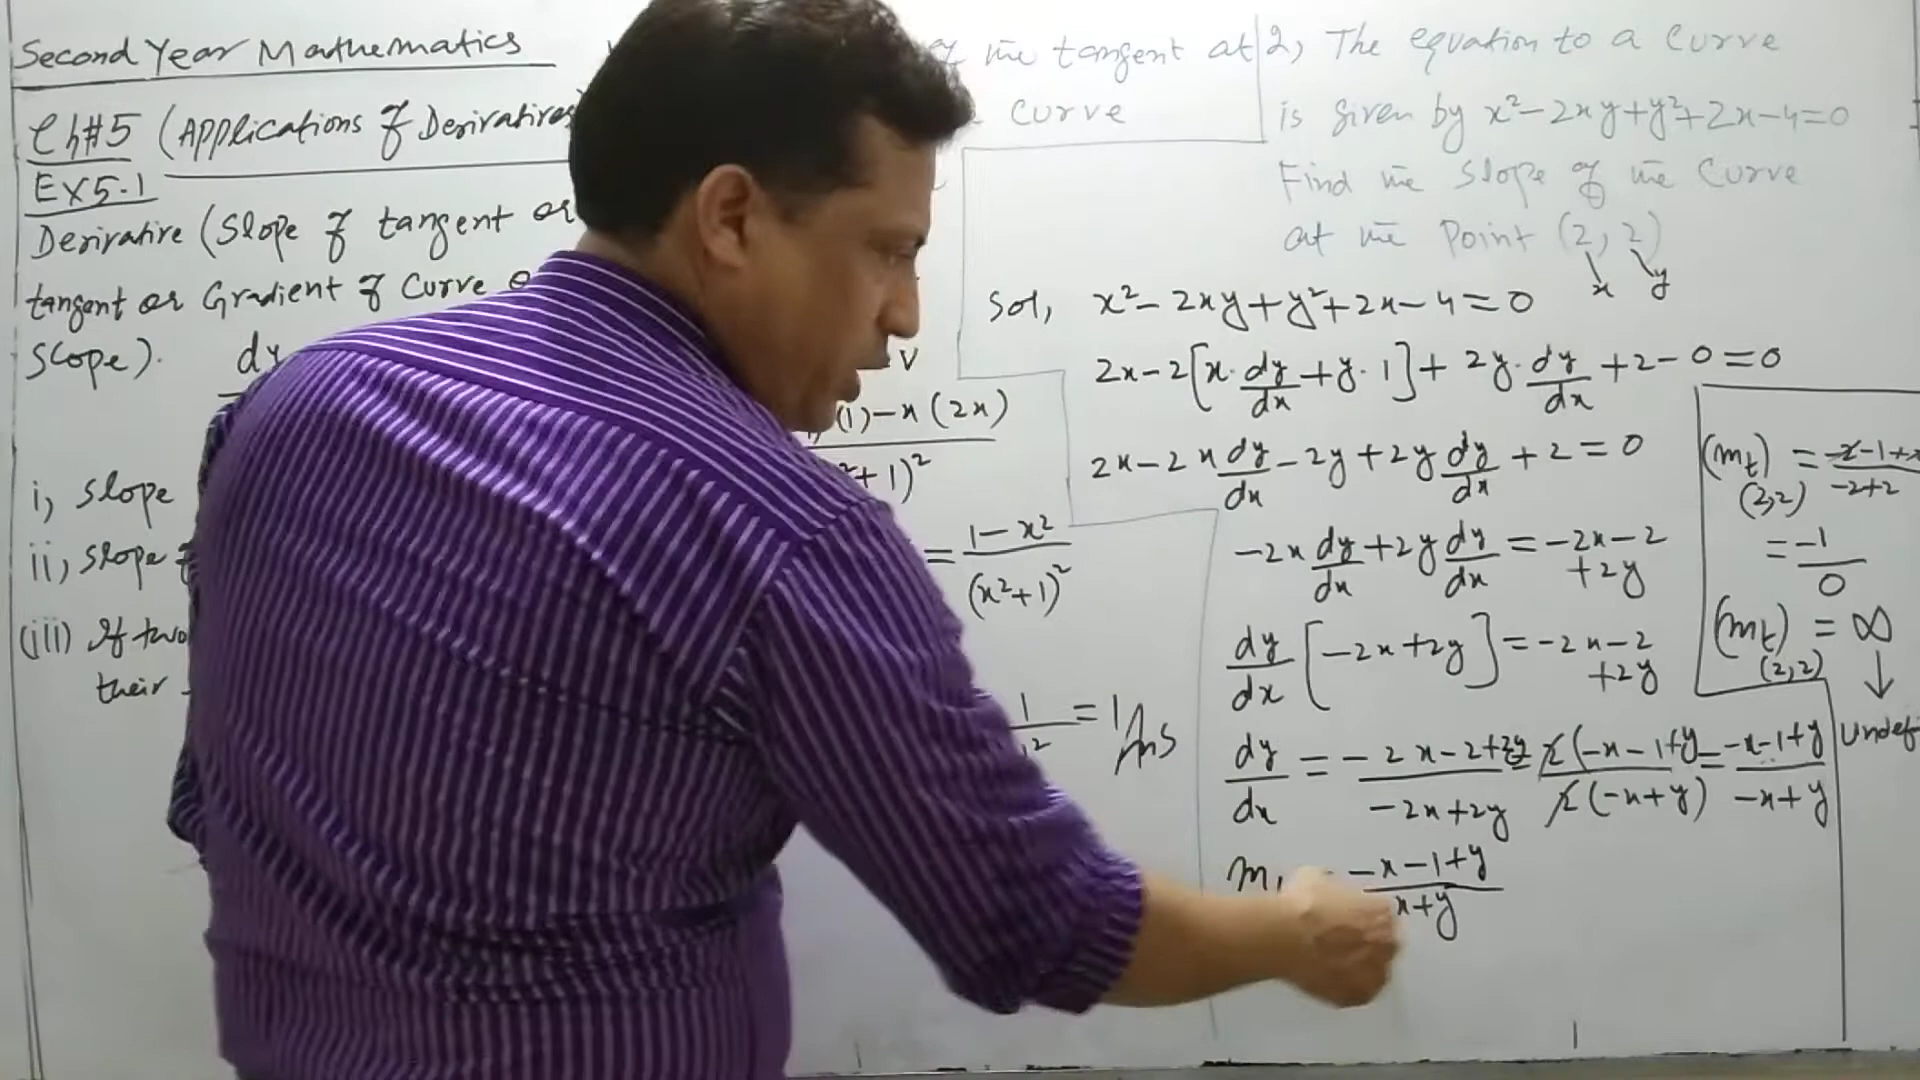 Second Year Mathematics
Ch#5 (Applications of Derivatives)
EX5.1
Derivative (Slope of tangent or
tangent or Gradient of Curve
Slope). dy
i, slope
ii, slope of
(iii) If two
their
of the tangent at
Curve
V
(1)-x(2x)
+1)²
= 1-x²
(x²+1)²
1 = 1 Ans
2, The equation to a Curve
is given by x²-2xy+y²+2x-4=0
Find the slope of the Curve
at the Point (2, 2)
x y
Sol, x²-2xy+y²+2x-4=0
2x-2[x.dy/dx+y.1]+2y.dy/dx+2-0=0
2x-2x dy/dx-2y+2y dy/dx+2=0
-2x dy/dx+2y dy/dx=-2x-2+2y
dy/dx[-2x+2y]=-2x-2+2y
dy/dx=-2x-2+2y/-2x+2y=2(-x-1+y/2(-x+y)=-x-1+y/-x+y
m -x-1+y/x+y
(mt)(2,2)=-2-1+/-2+2
=-1/0
(mt)(2,2)=∞
↓